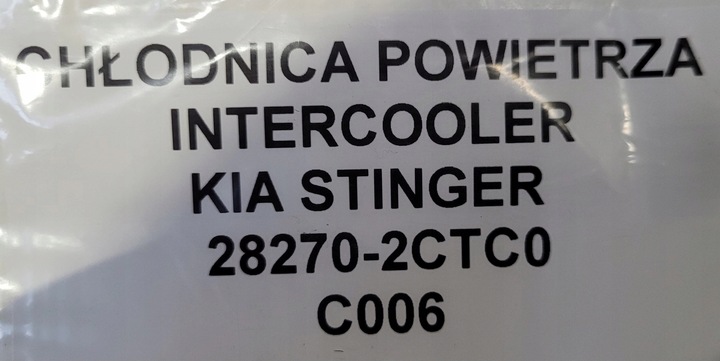 CHŁODNICA POWIETRZA
INTERCOOLER
KIA STINGER
28270-2CTC0
C006